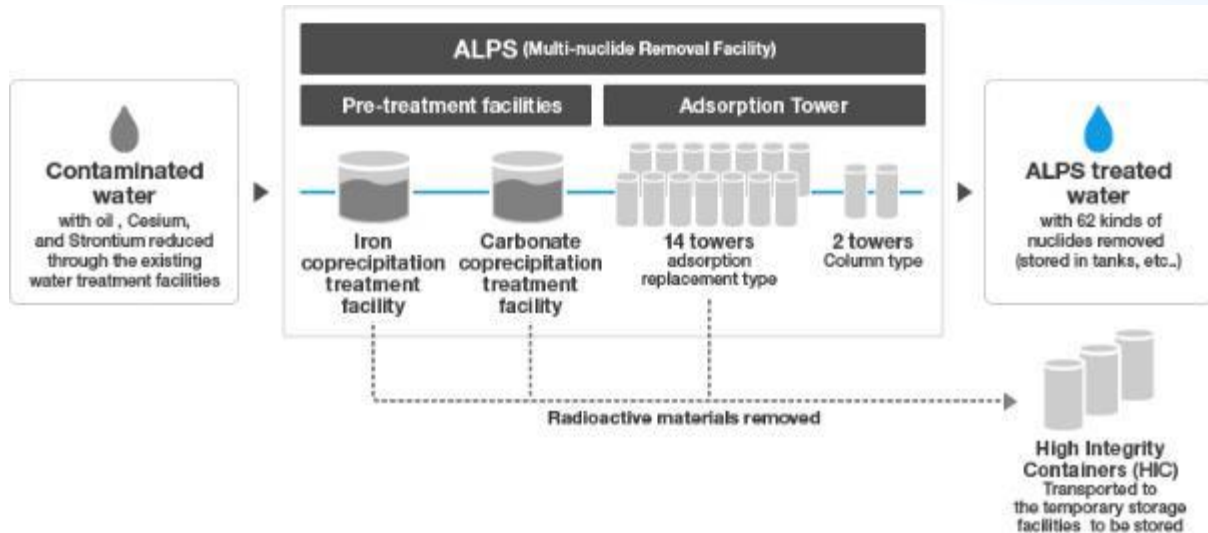 ALPS (Multi-nuclide Removal Facility)
Pre-treatment facilities
Adsorption Tower
Contaminated
water
with oil , Cesium,
and Strontium reduced
through the existing
water treatment facilities
Iron
coprecipitation
treatment
facility
Carbonate
coprecipitation
treatment
facility
14 towers
adsorption
replacement type
2 towers
Column type
ALPS treated
water
with 62 kinds of
nuclides removed
(stored in tanks, etc..)
Radioactive materials removed
High Integrity
Containers (HIC)
Transported to
the temporary storage
facilities to be stored